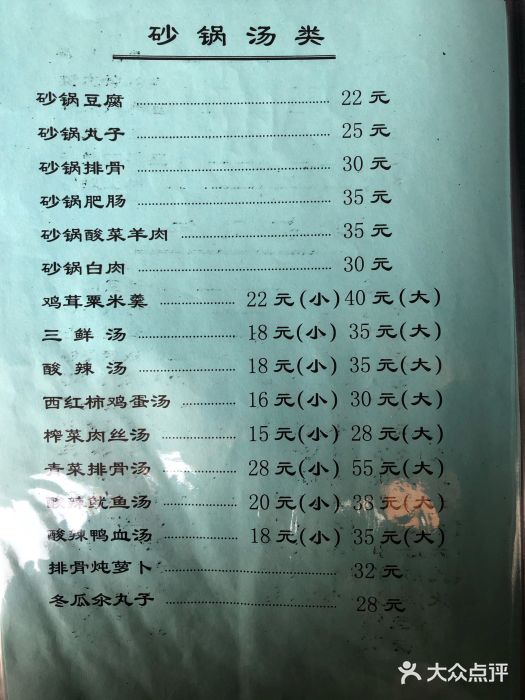 砂锅汤类
砂锅豆腐 22元
砂锅丸子 25元
砂锅排骨 30元
砂锅肥肠 35元
砂锅酸菜羊肉 35元
砂锅白肉 30元
鸡茸粟米羹 22元(小) 40元(大)
三鲜汤 18元(小) 35元(大)
酸辣汤 18元(小) 35元(大)
西红柿鸡蛋汤 16元(小) 30元(大)
榨菜肉丝汤 15元(小) 28元(大)
青菜排骨汤 28元(小) 55元(大)
酸辣鱿鱼汤 20元(小) 38元(大)
酸辣鸭血汤 18元(小) 35元(大)
排骨炖萝卜 32元
冬瓜汆丸子 28元
大众点评